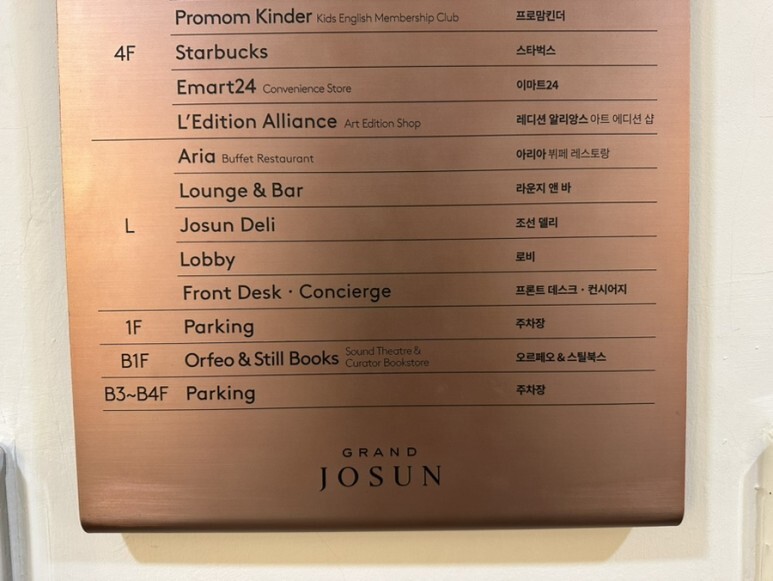 Promom Kinder Kids English Membership Club 프로맘킨더
4F Starbucks 스타벅스
Emart24 Convenience Store 이마트24
L'Edition Alliance Art Edition Shop 레디션 알리앙스 아트 에디션 샵
Aria Buffet Restaurant 아리아 뷔페 레스토랑
Lounge & Bar 라운지 앤 바
L Josun Deli 조선 델리
Lobby 로비
Front Desk · Concierge 프론트 데스크 · 컨시어지
1F Parking 주차장
B1F Orfeo & Still Books Sound Theatre & Curator Bookstore 오르페오 & 스틸북스
B3~B4F Parking 주차장
GRAND
JOSUN